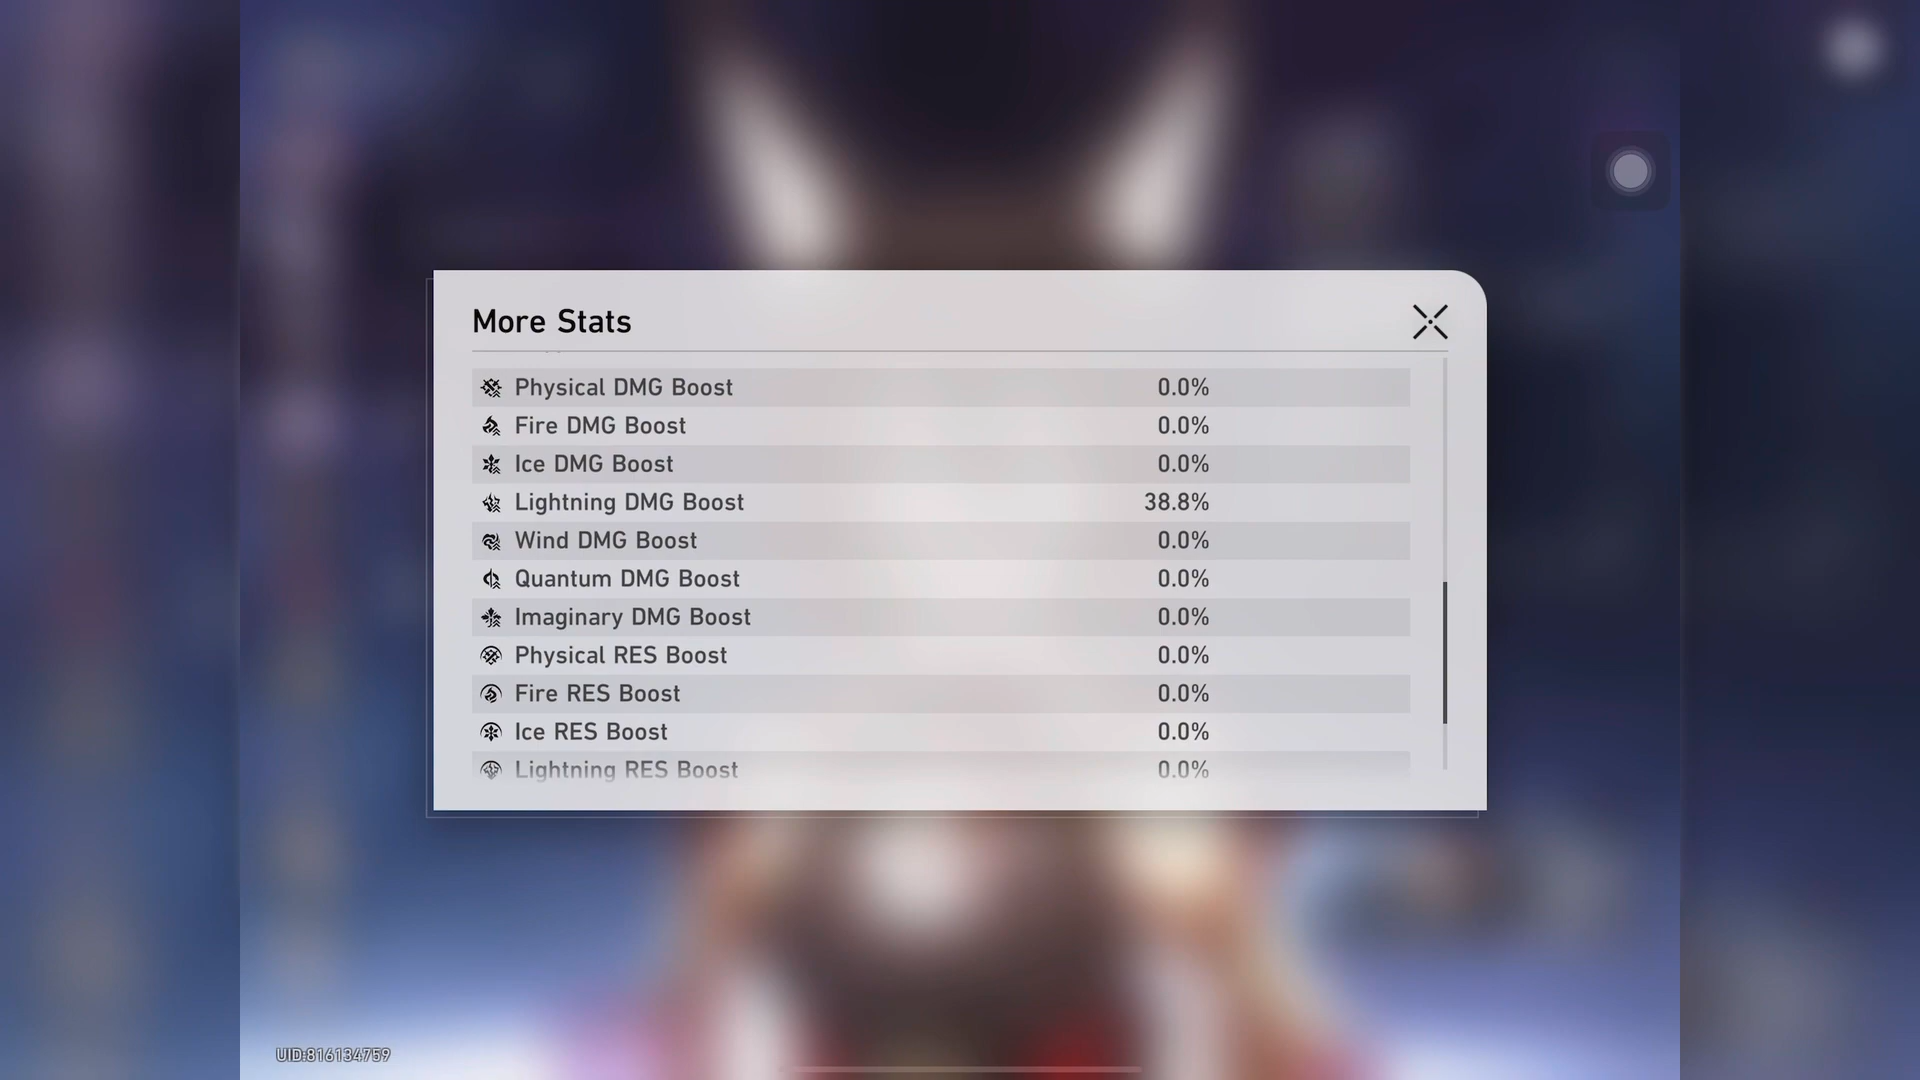 More Stats
Physical DMG Boost 0.0%
Fire DMG Boost 0.0%
Ice DMG Boost 0.0%
Lightning DMG Boost 38.8%
Wind DMG Boost 0.0%
Quantum DMG Boost 0.0%
Imaginary DMG Boost 0.0%
Physical RES Boost 0.0%
Fire RES Boost 0.0%
Ice RES Boost 0.0%
Lightning RES Boost 0.0%
UID:816134759